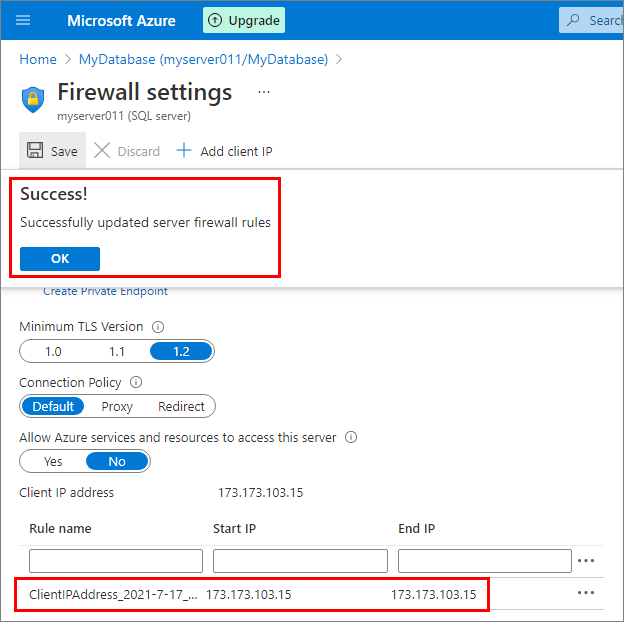 Microsoft Azure
Upgrade
Search
Home > MyDatabase (myserver011/MyDatabase) >
Firewall settings ...
myserver011 (SQL server)
Save Discard Add client IP
Success!
Successfully updated server firewall rules
OK
Create Private Endpoint
Minimum TLS Version
1.0 1.1 1.2
Connection Policy
Default Proxy Redirect
Allow Azure services and resources to access this server
Yes No
Client IP address 173.173.103.15
Rule name Start IP End IP
ClientIPAddress_2021-7-17_... 173.173.103.15 173.173.103.15